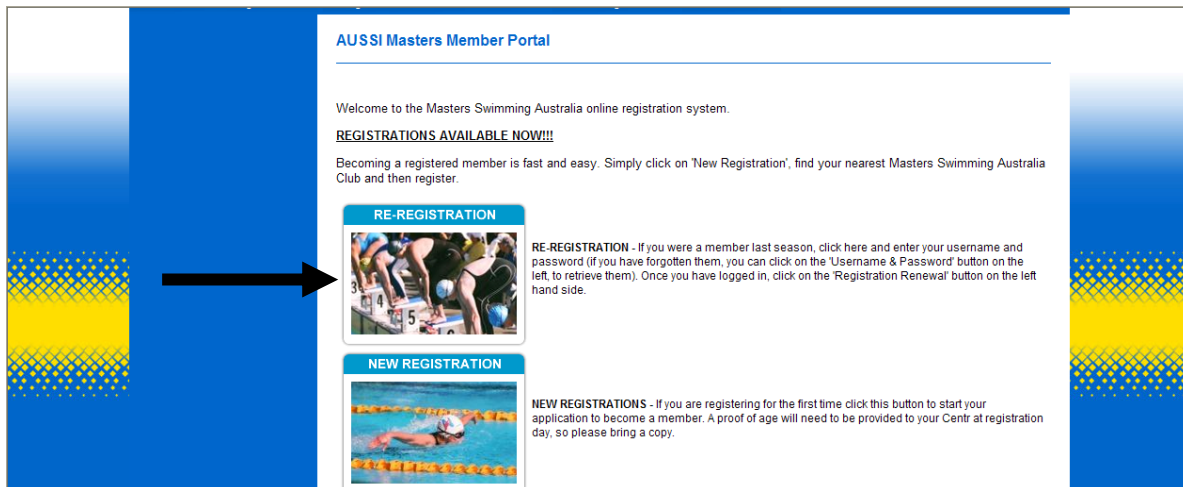 AUSSI Masters Member Portal
Welcome to the Masters Swimming Australia online registration system.
REGISTRATIONS AVAILABLE NOW!!!
Becoming a registered member is fast and easy. Simply click on 'New Registration', find your nearest Masters Swimming Australia
Club and then register.
RE-REGISTRATION
3
4
5
RE-REGISTRATION - If you were a member last season, click here and enter your username and
password (if you have forgotten them, you can click on the 'Username & Password' button on the
left, to retrieve them). Once you have logged in, click on the 'Registration Renewal' button on the left
hand side.
NEW REGISTRATION
NEW REGISTRATIONS - If you are registering for the first time click this button to start your
application to become a member. A proof of age will need to be provided to your Centr at registration
day, so please bring a copy.